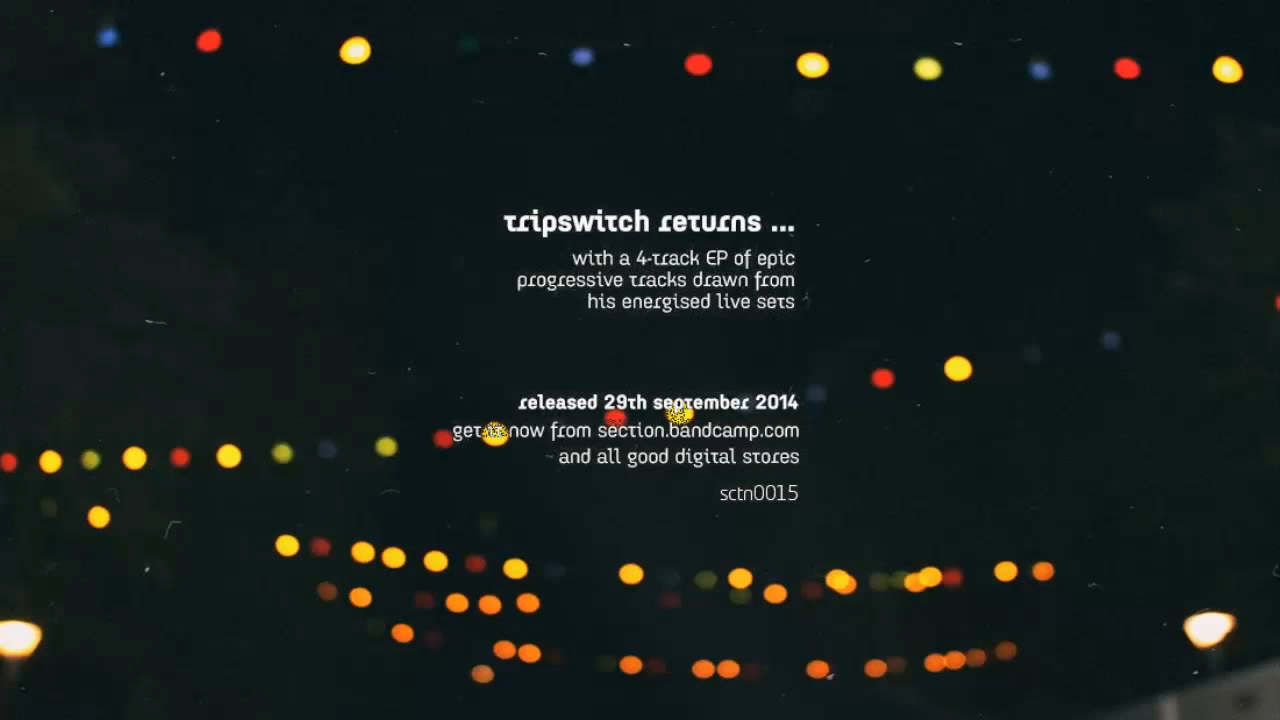 tripswitch returns ...
with a 4-track EP of epic
progressive tracks drawn from
his energised live sets
released 29th september 2014
get it now from section.bandcamp.com
and all good digital stores
sctn0015